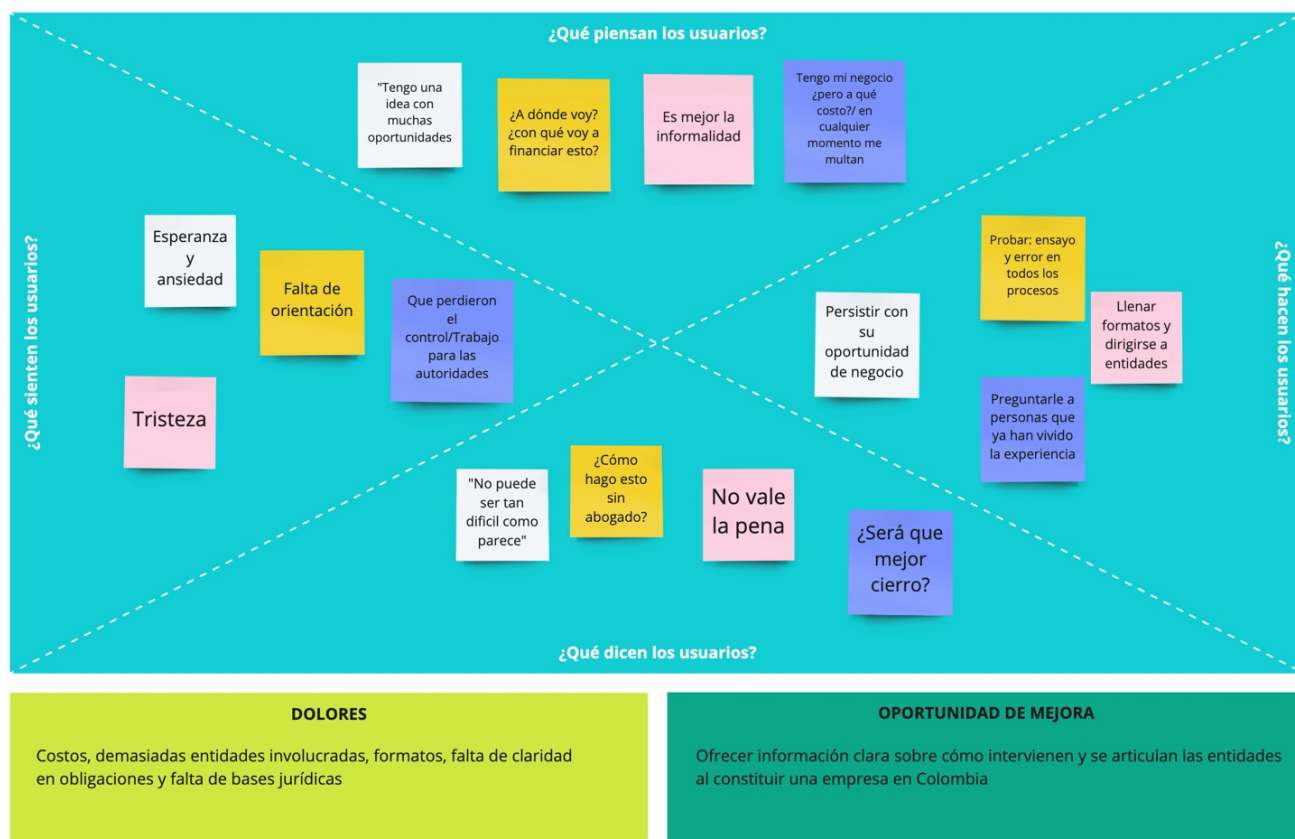 ¿Qué piensan los usuarios?
"Tengo una
idea con
muchas
oportunidades
¿A dónde voy?
¿con qué voy a
financiar esto?
Es mejor la
informalidad
Tengo mi negocio
¿pero a qué
costo?/ en
cualquier
momento me
multan
¿Qué sienten los usuarios?
Esperanza
y
ansiedad
Falta de
orientación
Que perdieron
el
control/Trabajo
para las
autoridades
Tristeza
¿Qué hacen los usuarios?
Persistir con
su
oportunidad
de negocio
Probar: ensayo
y error en
todos los
procesos
Llenar
formatos y
dirigirse a
entidades
Preguntarle a
personas que
ya han vivido
la experiencia
"No puede
ser tan
dificil como
parece"
¿Cómo
hago esto
sin
abogado?
No vale
la pena
¿Será que
mejor
cierro?
¿Qué dicen los usuarios?
DOLORES
Costos, demasiadas entidades involucradas, formatos, falta de claridad
en obligaciones y falta de bases jurídicas
OPORTUNIDAD DE MEJORA
Ofrecer información clara sobre cómo intervienen y se articulan las entidades
al constituir una empresa en Colombia